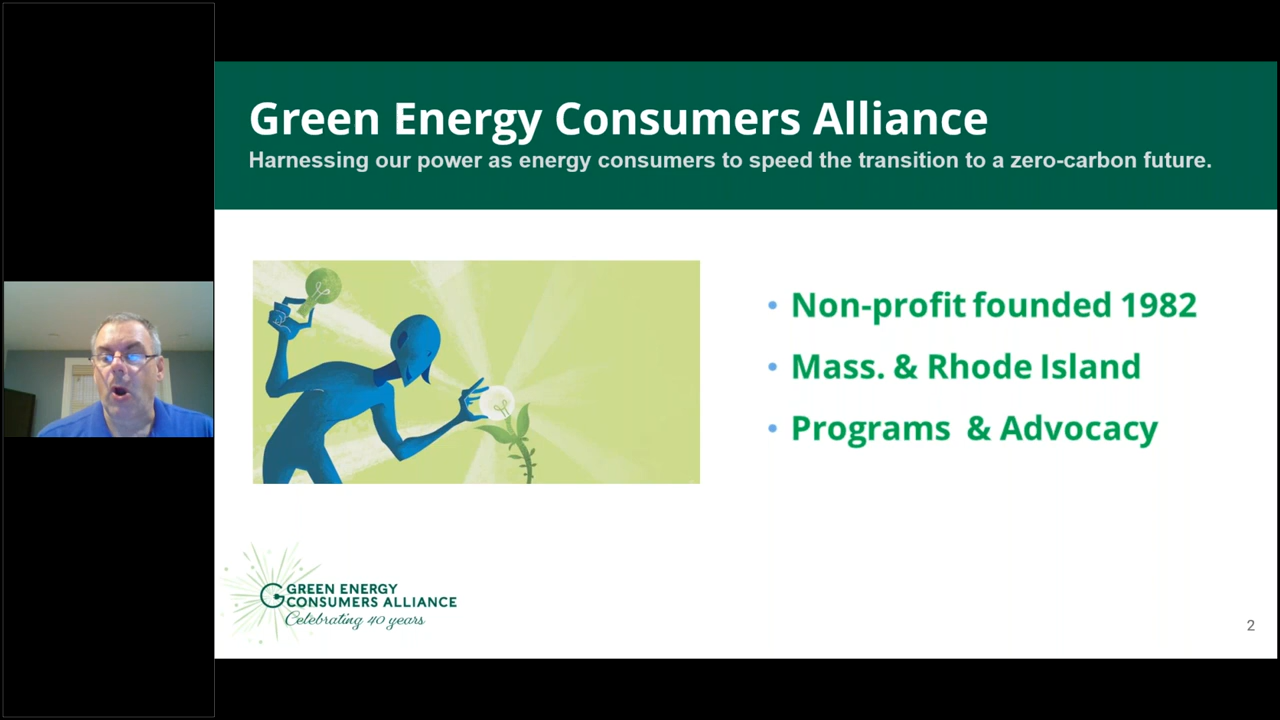 Green Energy Consumers Alliance
Harnessing our power as energy consumers to speed the transition to a zero-carbon future.
• Non-profit founded 1982
• Mass. & Rhode Island
• Programs & Advocacy
GREEN ENERGY
CONSUMERS ALLIANCE
Celebrating 40 years
2